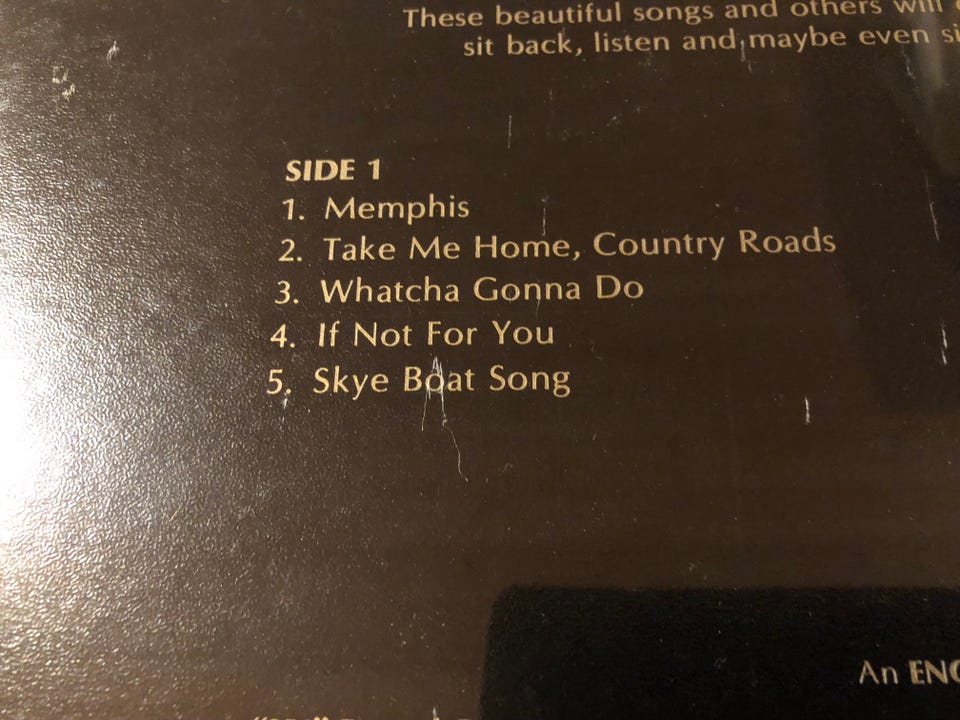 These beautiful songs and others will
sit back, listen and maybe even
SIDE 1
1. Memphis
2. Take Me Home, Country Roads
3. Whatcha Gonna Do
4. If Not For You
5. Skye Boat Song
An